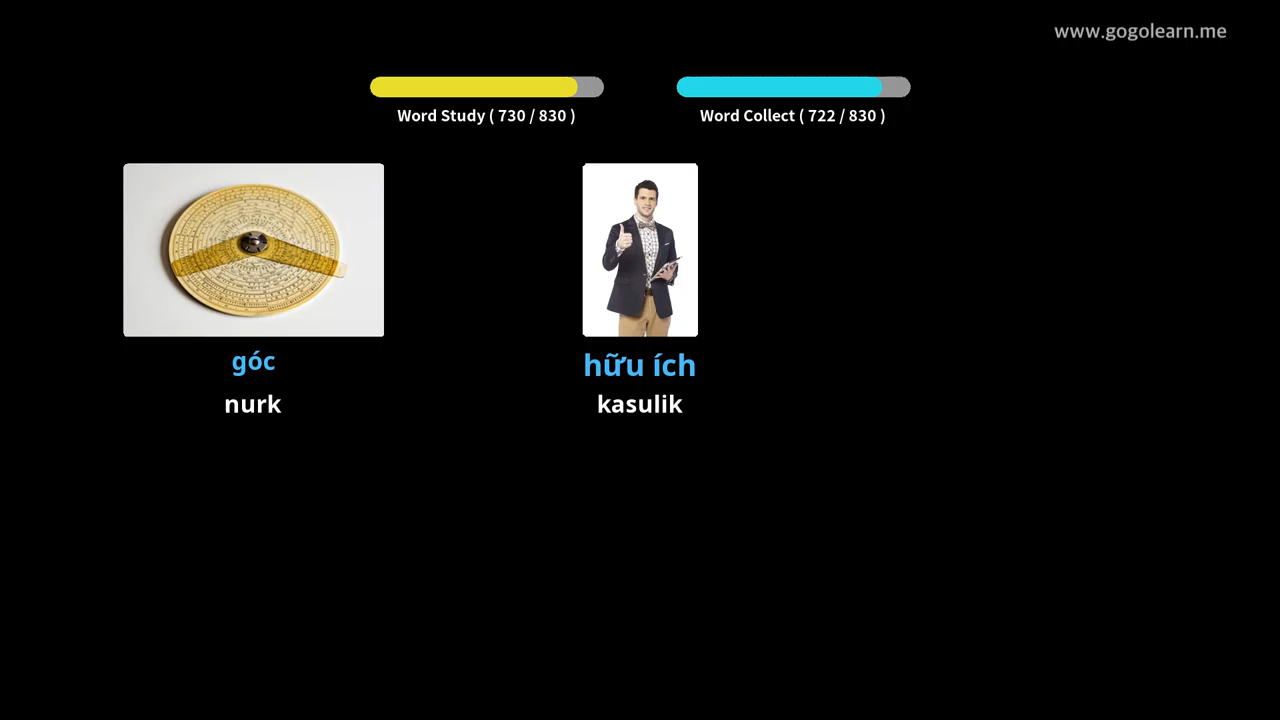 www.gogolearn.me
Word Study ( 730 / 830 )
Word Collect ( 722 / 830 )
góc
nurk
hữu ích
kasulik